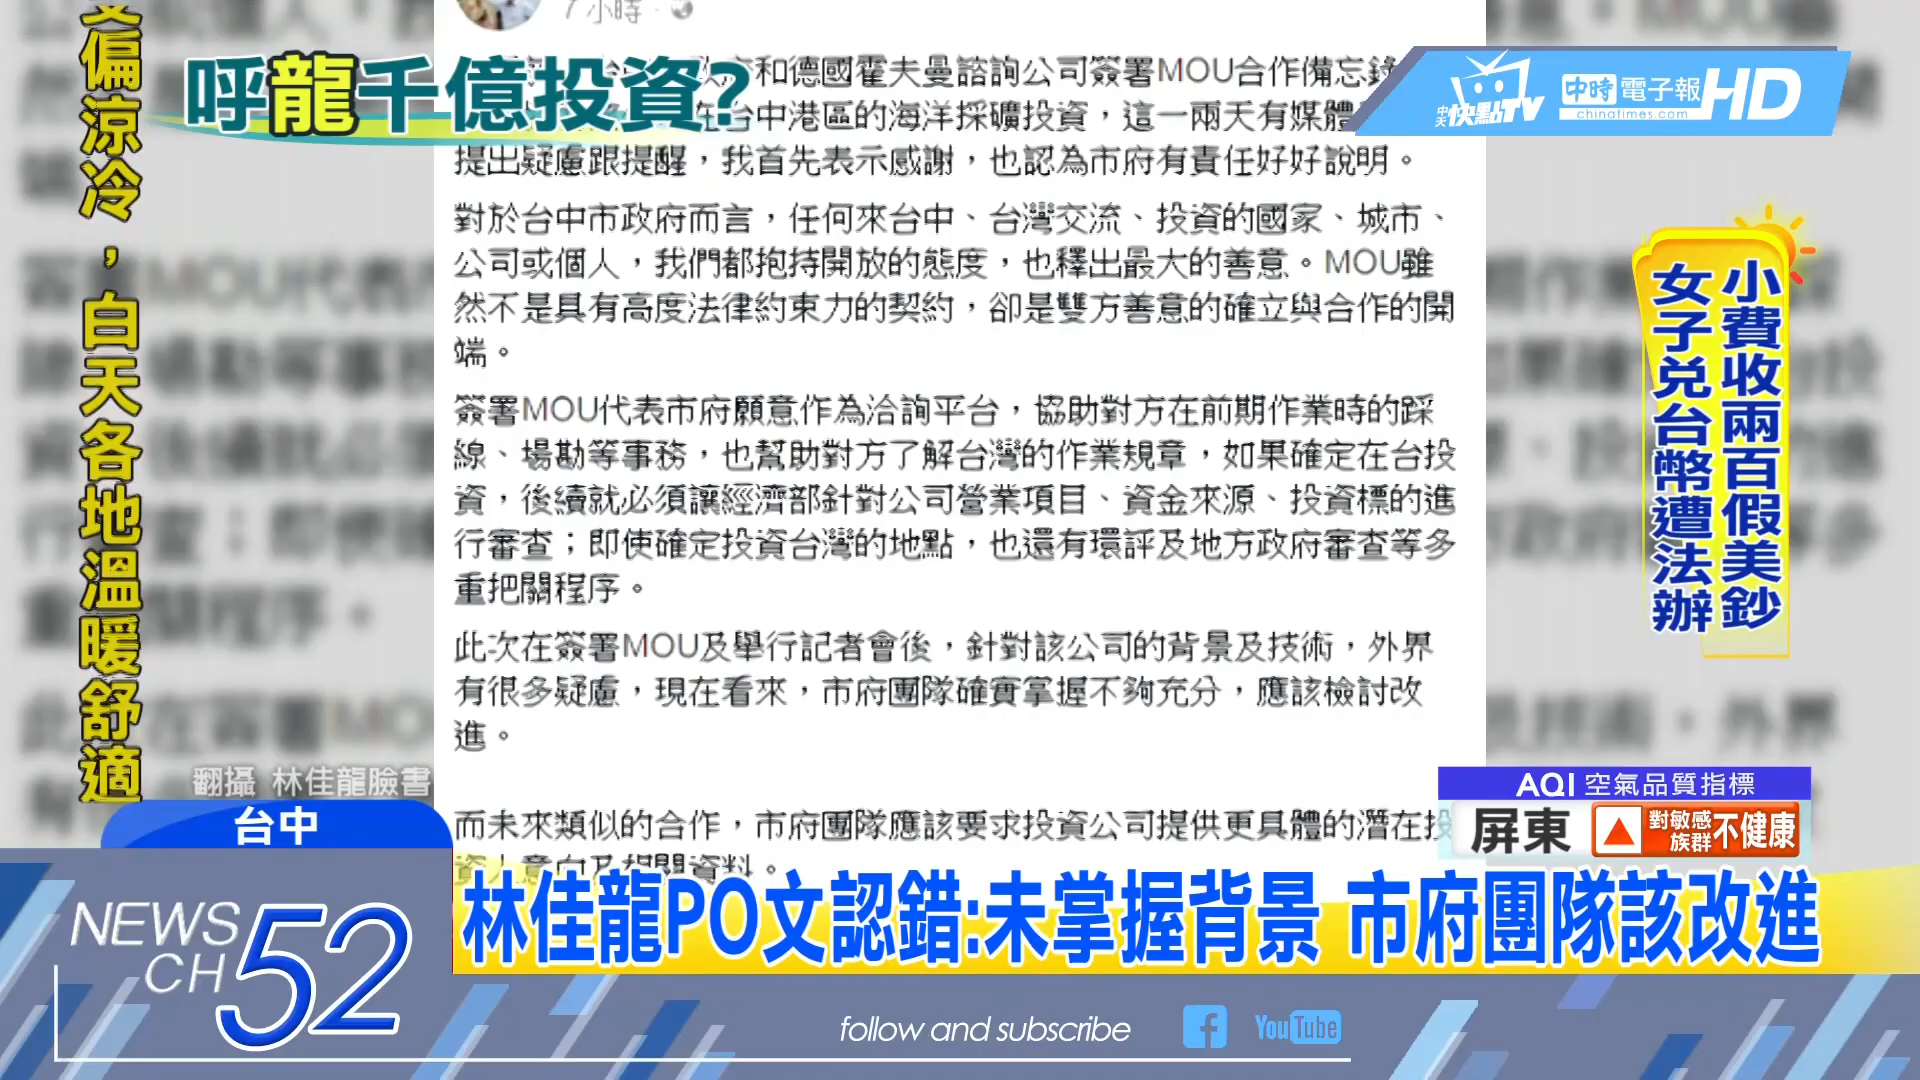 7小時
呼龍千億投資?
和德國霍夫曼諮詢公司簽署MOU合作備忘錄
在台中港區的海洋採礦投資，這一兩天有媒體
提出疑慮跟提醒，我首先表示感謝，也認為市府有責任好好說明。
對於台中市政府而言，任何來台中、台灣交流、投資的國家、城市、
公司或個人，我們都抱持開放的態度，也釋出最大的善意。MOU雖
然不是具有高度法律約束力的契約，卻是雙方善意的確立與合作的開
端。
簽署MOU代表市府願意作為洽詢平台，協助對方在前期作業時的踩
線、場勘等事務，也幫助對方了解台灣的作業規章，如果確定在台投
資，後續就必須讓經濟部針對公司營業項目、資金來源、投資標的進
行審查；即使確定投資台灣的地點，也還有環評及地方政府審查等多
重把關程序。
此次在簽署MOU及舉行記者會後，針對該公司的背景及技術，外界
有很多疑慮，現在看來，市府團隊確實掌握不夠充分，應該檢討改
進。
而未來類似的合作，市府團隊應該要求投資公司提供更具體的潛在投
資人意向及相關資料。
偏涼冷，白天各地溫暖舒適
中天快點TV
中時電子報HD
chinatimes.com
小費收兩百假美鈔
女子兌台幣遭法辦
翻攝 林佳龍臉書
AQI 空氣品質指標
屏東
對敏感族群不健康
台中
林佳龍PO文認錯:未掌握背景 市府團隊該改進
NEWS
CH
52
follow and subscribe
f
YouTube